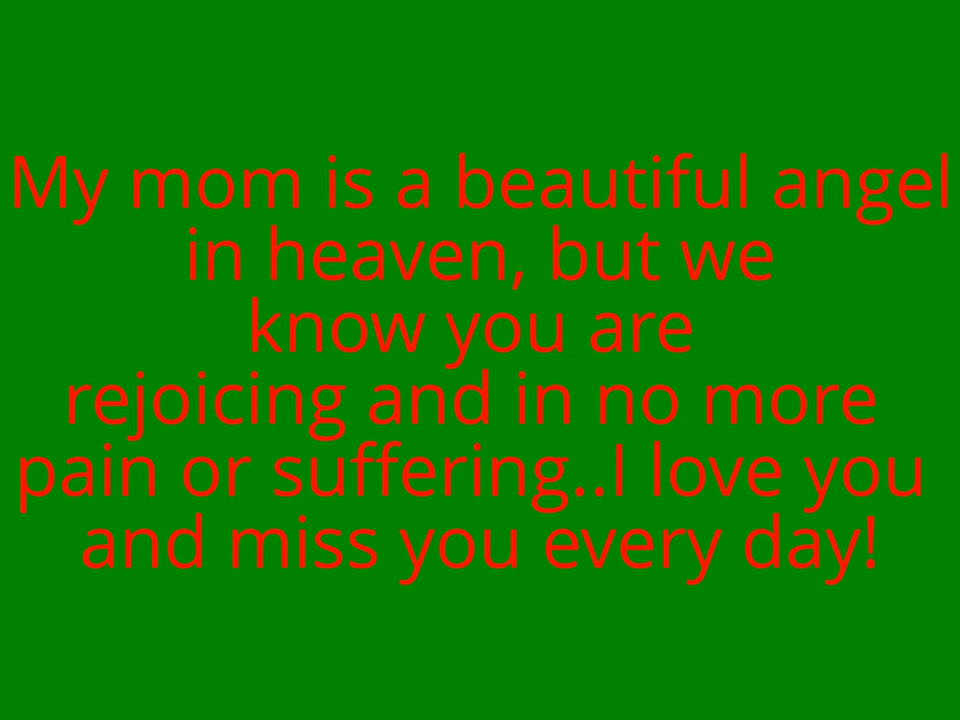 My mom is a beautiful angel
in heaven, but we
know you are
rejoicing and in no more
pain or suffering..I love you
and miss you every day!